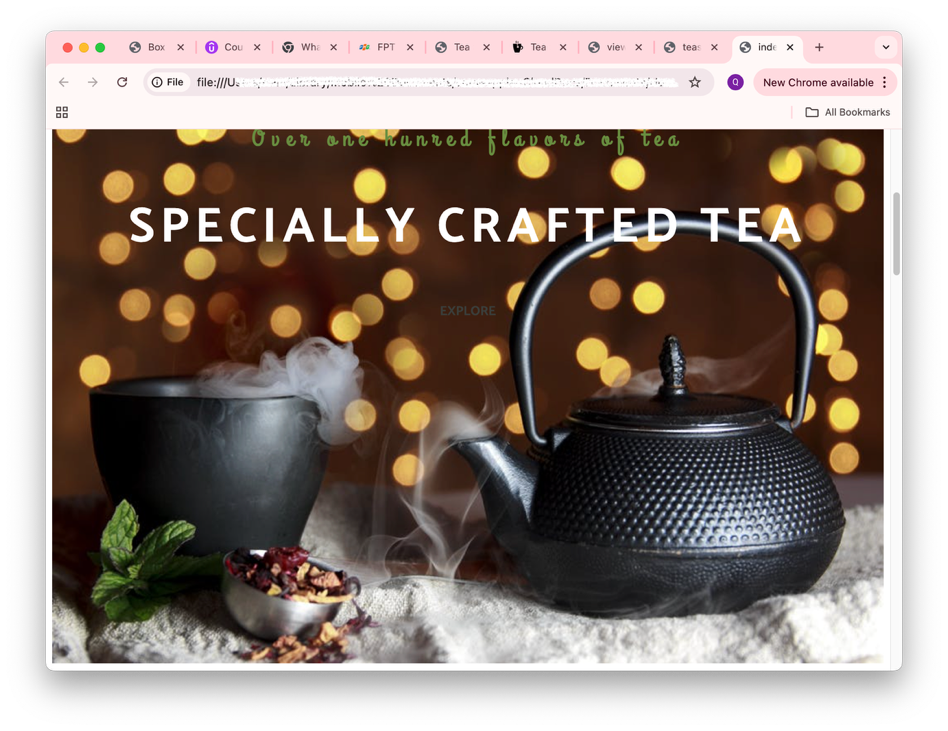 Box
Cou
Wha
FPT
Tea
Tea
view
teas
inde
File
file:///U
Q
New Chrome available
All Bookmarks
Over one hunred flavors of tea
SPECIALLY CRAFTED TEA
EXPLORE